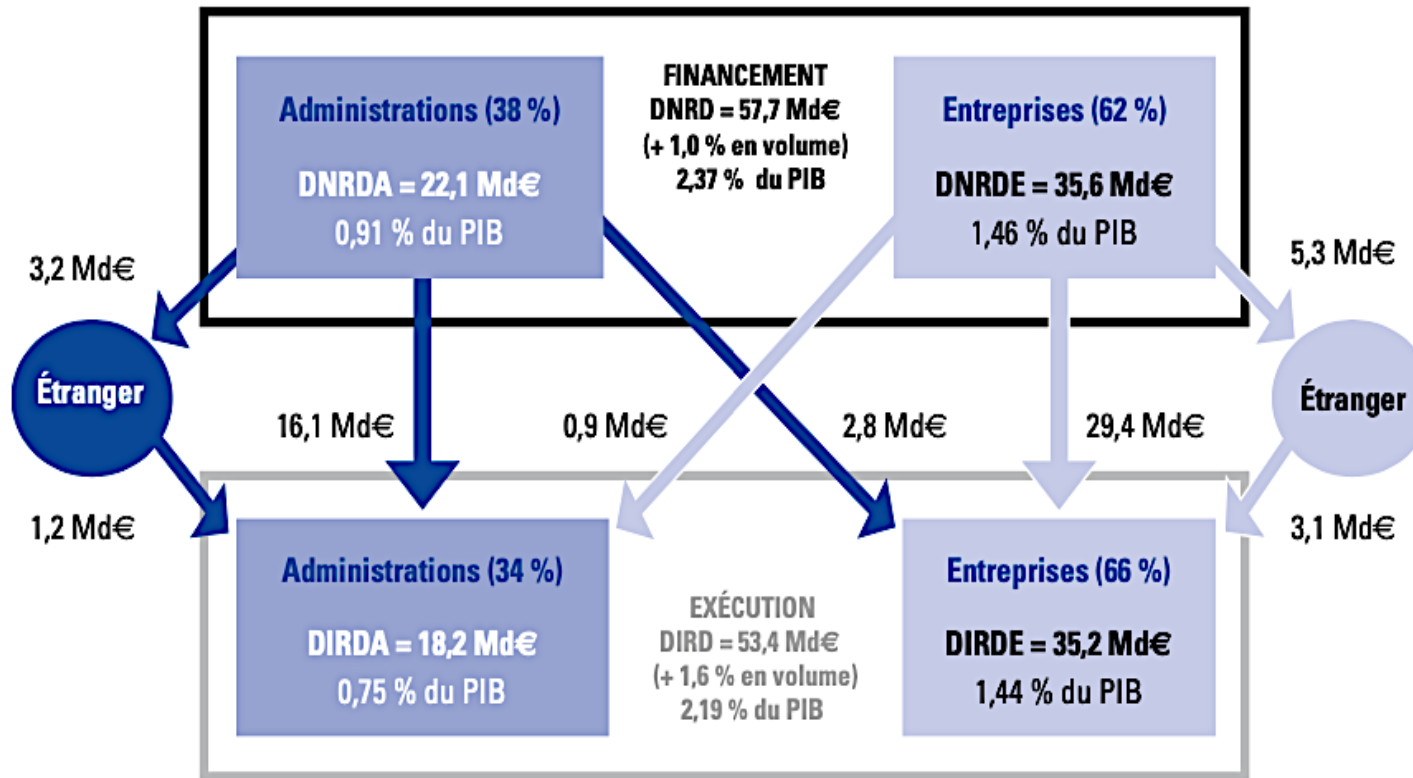 Administrations (38 %)
DNRDA = 22,1 Md€
0,91 % du PIB
FINANCEMENT
DNRD = 57,7 Md€
(+ 1,0 % en volume)
2,37 % du PIB
Entreprises (62 %)
DNRDE = 35,6 Md€
1,46 % du PIB
3,2 Md€
5,3 Md€
Étranger
Étranger
16,1 Md€
0,9 Md€
2,8 Md€
29,4 Md€
1,2 Md€
3,1 Md€
Administrations (34 %)
DIRDA = 18,2 Md€
0,75 % du PIB
EXÉCUTION
DIRD = 53,4 Md€
(+ 1,6 % en volume)
2,19 % du PIB
Entreprises (66 %)
DIRDE = 35,2 Md€
1,44 % du PIB